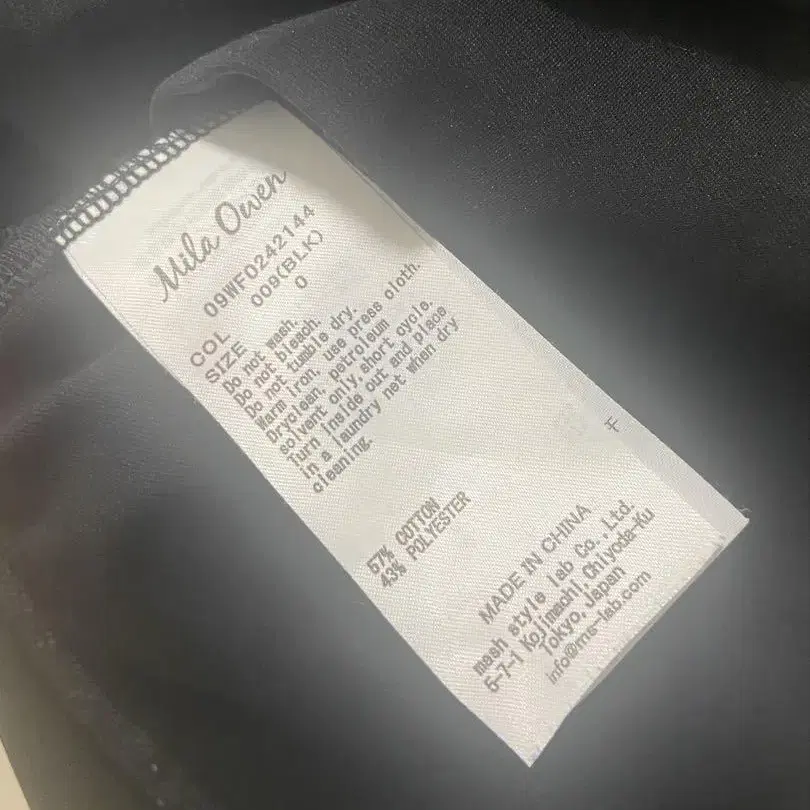 Mila Owen
09WF0242144
COL 009(BLK)
SIZE 0
Do not wash.
Do not bleach.
Do not tumble dry.
Warm iron, use press cloth.
Dryclean, petroleum
solvent only, short cycle.
Turn inside out and place
in a laundry net when dry
cleaning.
57% COTTON
43% POLYESTER
MADE IN CHINA
mash style lab Co.,Ltd.
5-7-1 Kojimachi,Chiyoda-Ku
Tokyo,Japan
info@ms-lab.com